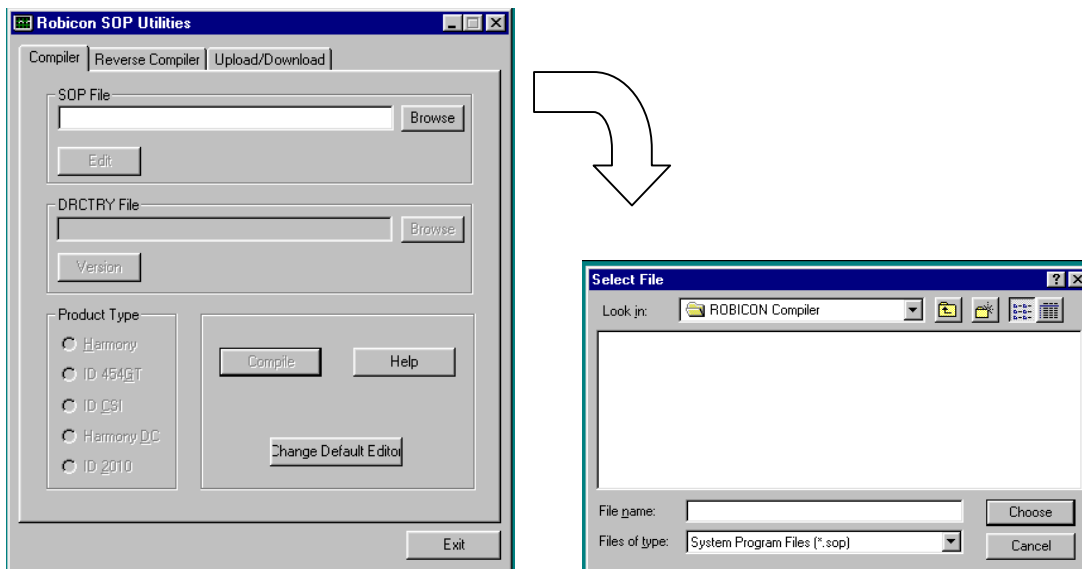 Robicon SOP Utilities
Compiler Reverse Compiler Upload/Download
SOP File
Browse
Edit
DRCTRY File
Browse
Version
Product Type
Harmony
ID 454GT
ID CSI
Harmony DC
ID 2010
Compile Help
Change Default Editor
Exit
Select File
Look in: ROBICON Compiler
File name: Choose
Files of type: System Program Files (*.sop) Cancel